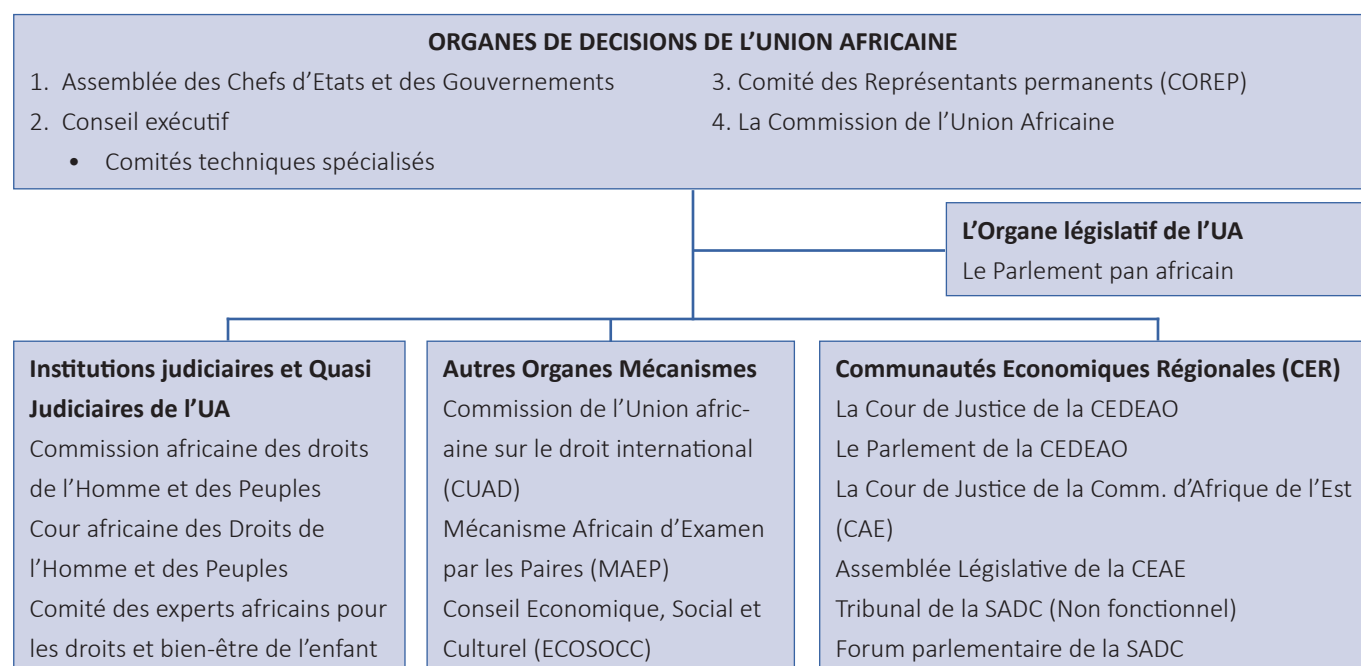 ORGANES DE DECISIONS DE L’UNION AFRICAINE
1. Assemblée des Chefs d’Etats et des Gouvernements
2. Conseil exécutif
• Comités techniques spécialisés
3. Comité des Représentants permanents (COREP)
4. La Commission de l’Union Africaine
L’Organe législatif de l’UA
Le Parlement pan africain
Institutions judiciaires et Quasi
Judiciaires de l’UA
Commission africaine des droits
de l’Homme et des Peuples
Cour africaine des Droits de
l’Homme et des Peuples
Comité des experts africains pour
les droits et bien-être de l’enfant
Autres Organes Mécanismes
Commission de l’Union afric-
aine sur le droit international
(CUAD)
Mécanisme Africain d’Examen
par les Paires (MAEP)
Conseil Economique, Social et
Culturel (ECOSOCC)
Communautés Economiques Régionales (CER)
La Cour de Justice de la CEDEAO
Le Parlement de la CEDEAO
La Cour de Justice de la Comm. d’Afrique de l’Est
(CAE)
Assemblée Législative de la CEAE
Tribunal de la SADC (Non fonctionnel)
Forum parlementaire de la SADC